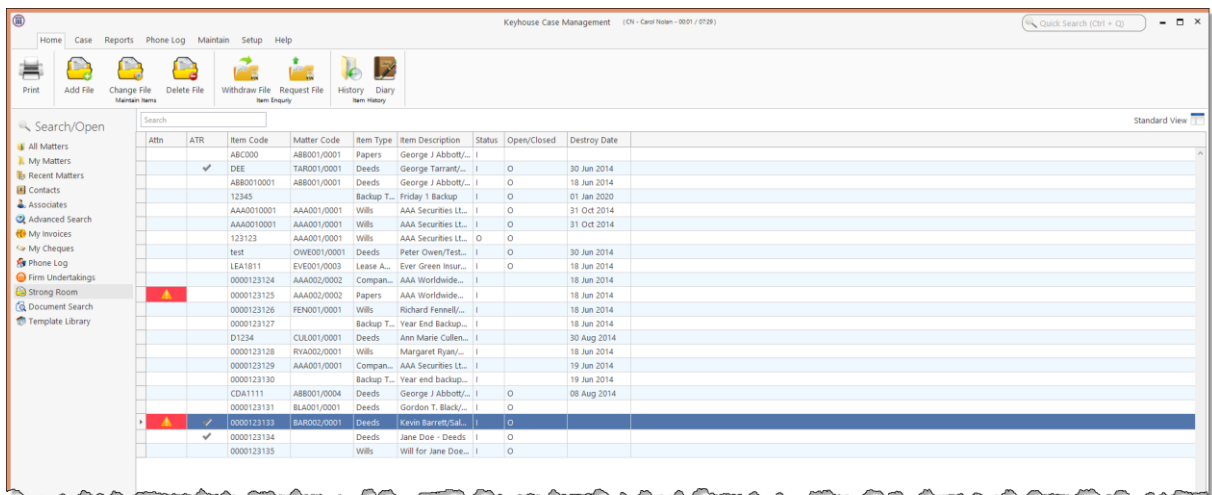 Keyhouse Case Management (CN - Carol Nolan - 00:01 / 07:29)
Quick Search (Ctrl + Q)
Home Case Reports Phone Log Maintain Setup Help
Print Add File Change File Delete File Withdraw File Request File History Diary
Maintain Items Item Enquiry Item History
Search/Open
All Matters
My Matters
Recent Matters
Contacts
Associates
Advanced Search
My Invoices
My Cheques
Phone Log
Firm Undertakings
Strong Room
Document Search
Template Library
Search Standard View
Attn ATR Item Code Matter Code Item Type Item Description Status Open/Closed Destroy Date
ABC000 ABB001/0001 Papers George J Abbott/... I
DEE TAR001/0001 Deeds George Tarrant/... I O 30 Jun 2014
ABB0010001 ABB001/0001 Deeds George J Abbott/... I O 18 Jun 2014
12345 Backup T... Friday 1 Backup I O 01 Jan 2020
AAA0010001 AAA001/0001 Wills AAA Securities Lt... I O 31 Oct 2014
AAA0010001 AAA001/0001 Wills AAA Securities Lt... I O 31 Oct 2014
123123 AAA001/0001 Wills AAA Securities Lt... O O
test OWE001/0001 Deeds Peter Owen/Test... I O 30 Jun 2014
LEA1811 EVE001/0003 Lease A... Ever Green Insur... I O 18 Jun 2014
0000123124 AAA002/0002 Compan... AAA Worldwide... I 18 Jun 2014
0000123125 AAA002/0002 Papers AAA Worldwide... I 18 Jun 2014
0000123126 FEN001/0001 Wills Richard Fennell/... I 18 Jun 2014
0000123127 Backup T... Year End Backup... I 18 Jun 2014
D1234 CUL001/0001 Deeds Ann Marie Cullen... I 30 Aug 2014
0000123128 RYA002/0001 Wills Margaret Ryan/... I 18 Jun 2014
0000123129 AAA001/0001 Compan... AAA Securities Lt... I 19 Jun 2014
0000123130 Backup T... Year end backup... I 19 Jun 2014
CDA1111 ABB001/0004 Deeds George J Abbott/... I O 08 Aug 2014
0000123131 BLA001/0001 Deeds Gordon T. Black/... I O
0000123133 BAR002/0001 Deeds Kevin Barrett/Sal... I O
0000123134 Deeds Jane Doe - Deeds I O
0000123135 Wills Will for Jane Doe... I O